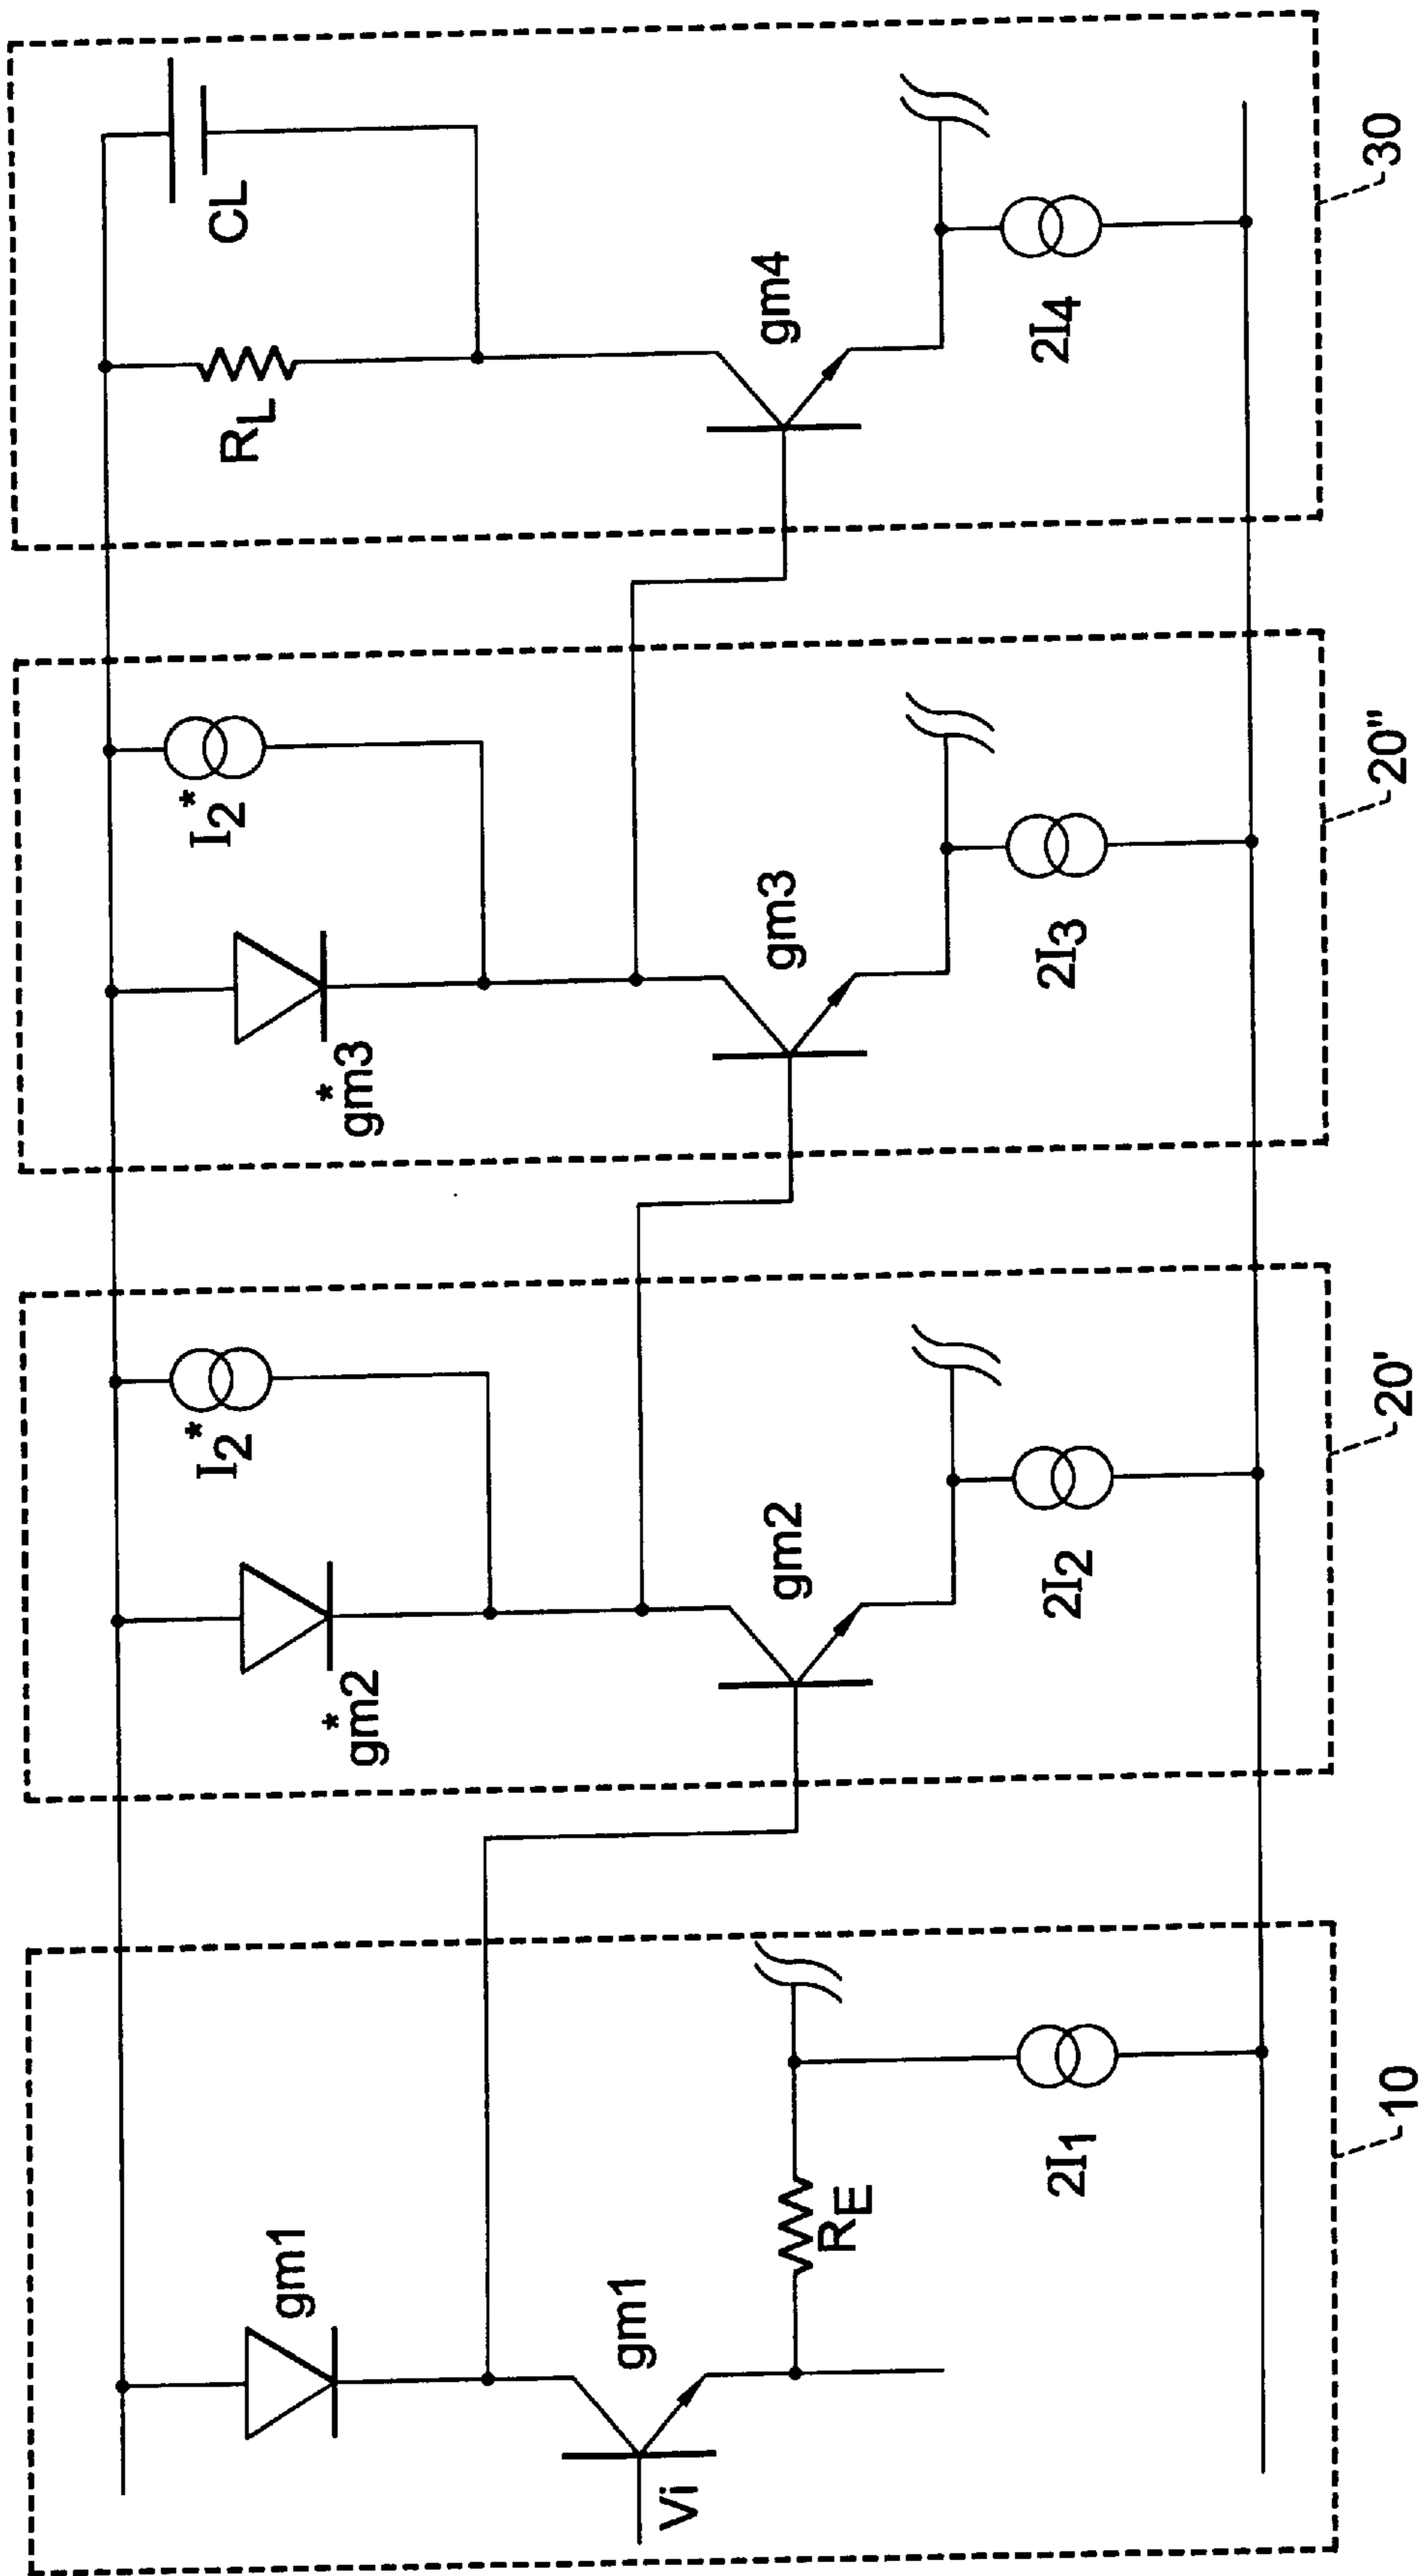 gm1
gm1
Vi
RE
2I1
10
I2*
gm2*
gm2
2I2
20'
I2*
gm3*
gm3
2I3
20"
CL
RL
gm4
2I4
30